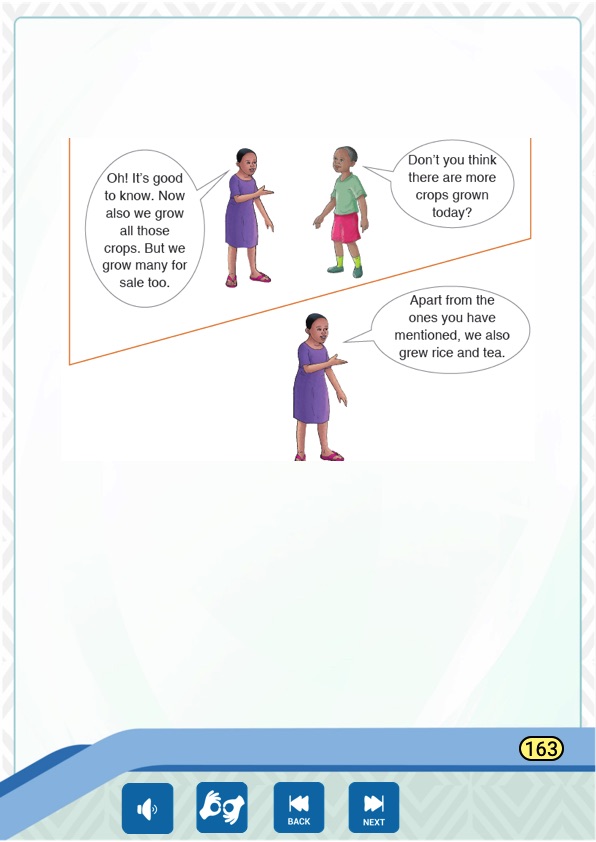 Oh! It's good
to know. Now
also we grow
all those
crops. But we
grow many for
sale too.
Don't you think
there are more
crops grown
today?
Apart from the
ones you have
mentioned, we also
grew rice and tea.
163
BACK
NEXT